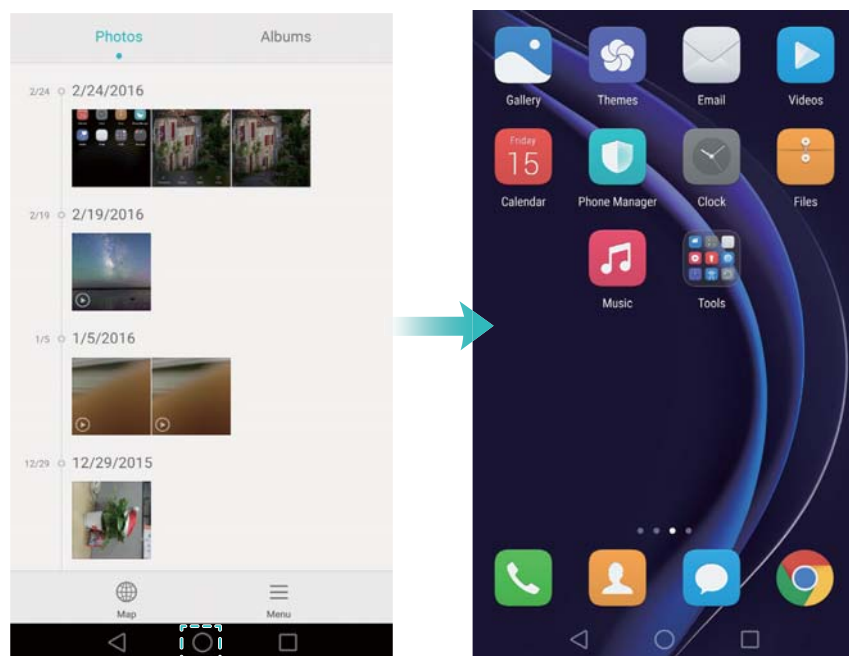 Photos Albums
2/24 2/24/2016
2/19 2/19/2016
1/5 1/5/2016
12/29 12/29/2015
Map Menu
Gallery Themes Email Videos
Friday
15
Calendar Phone Manager Clock Files
Music Tools